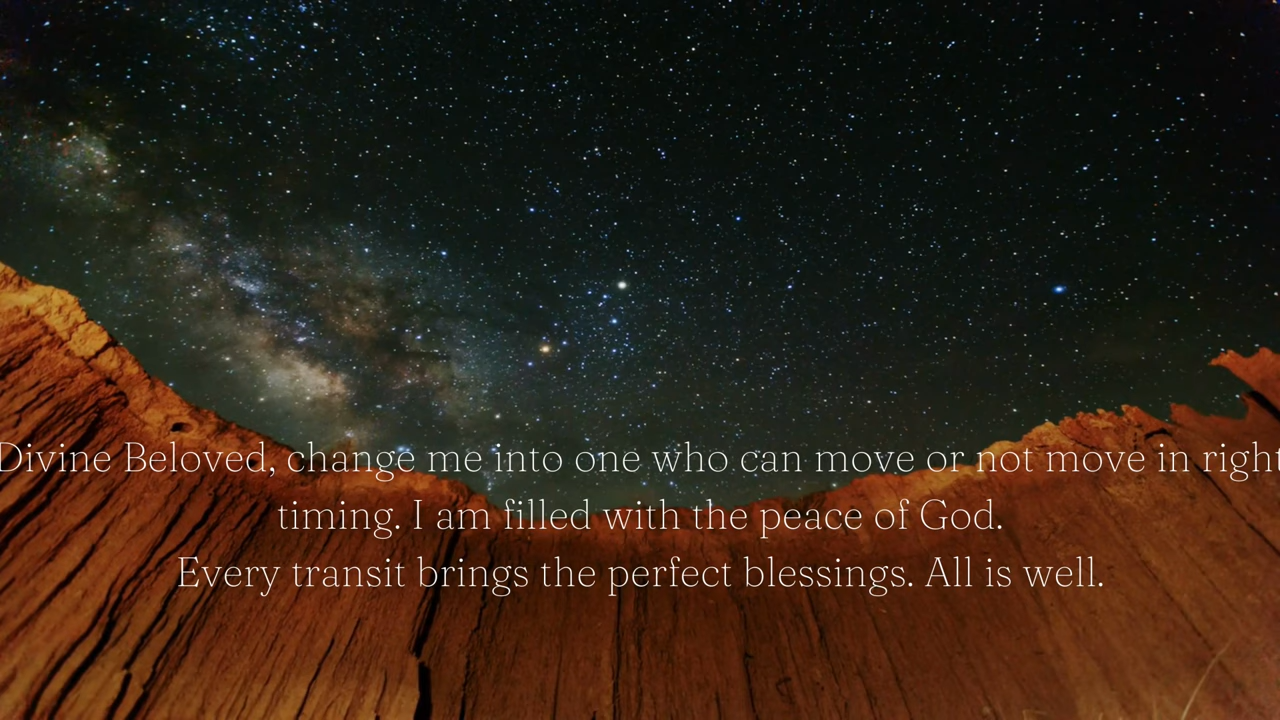 Divine Beloved, change me into one who can move or not move in right
timing. I am filled with the peace of God.
Every transit brings the perfect blessings. All is well.